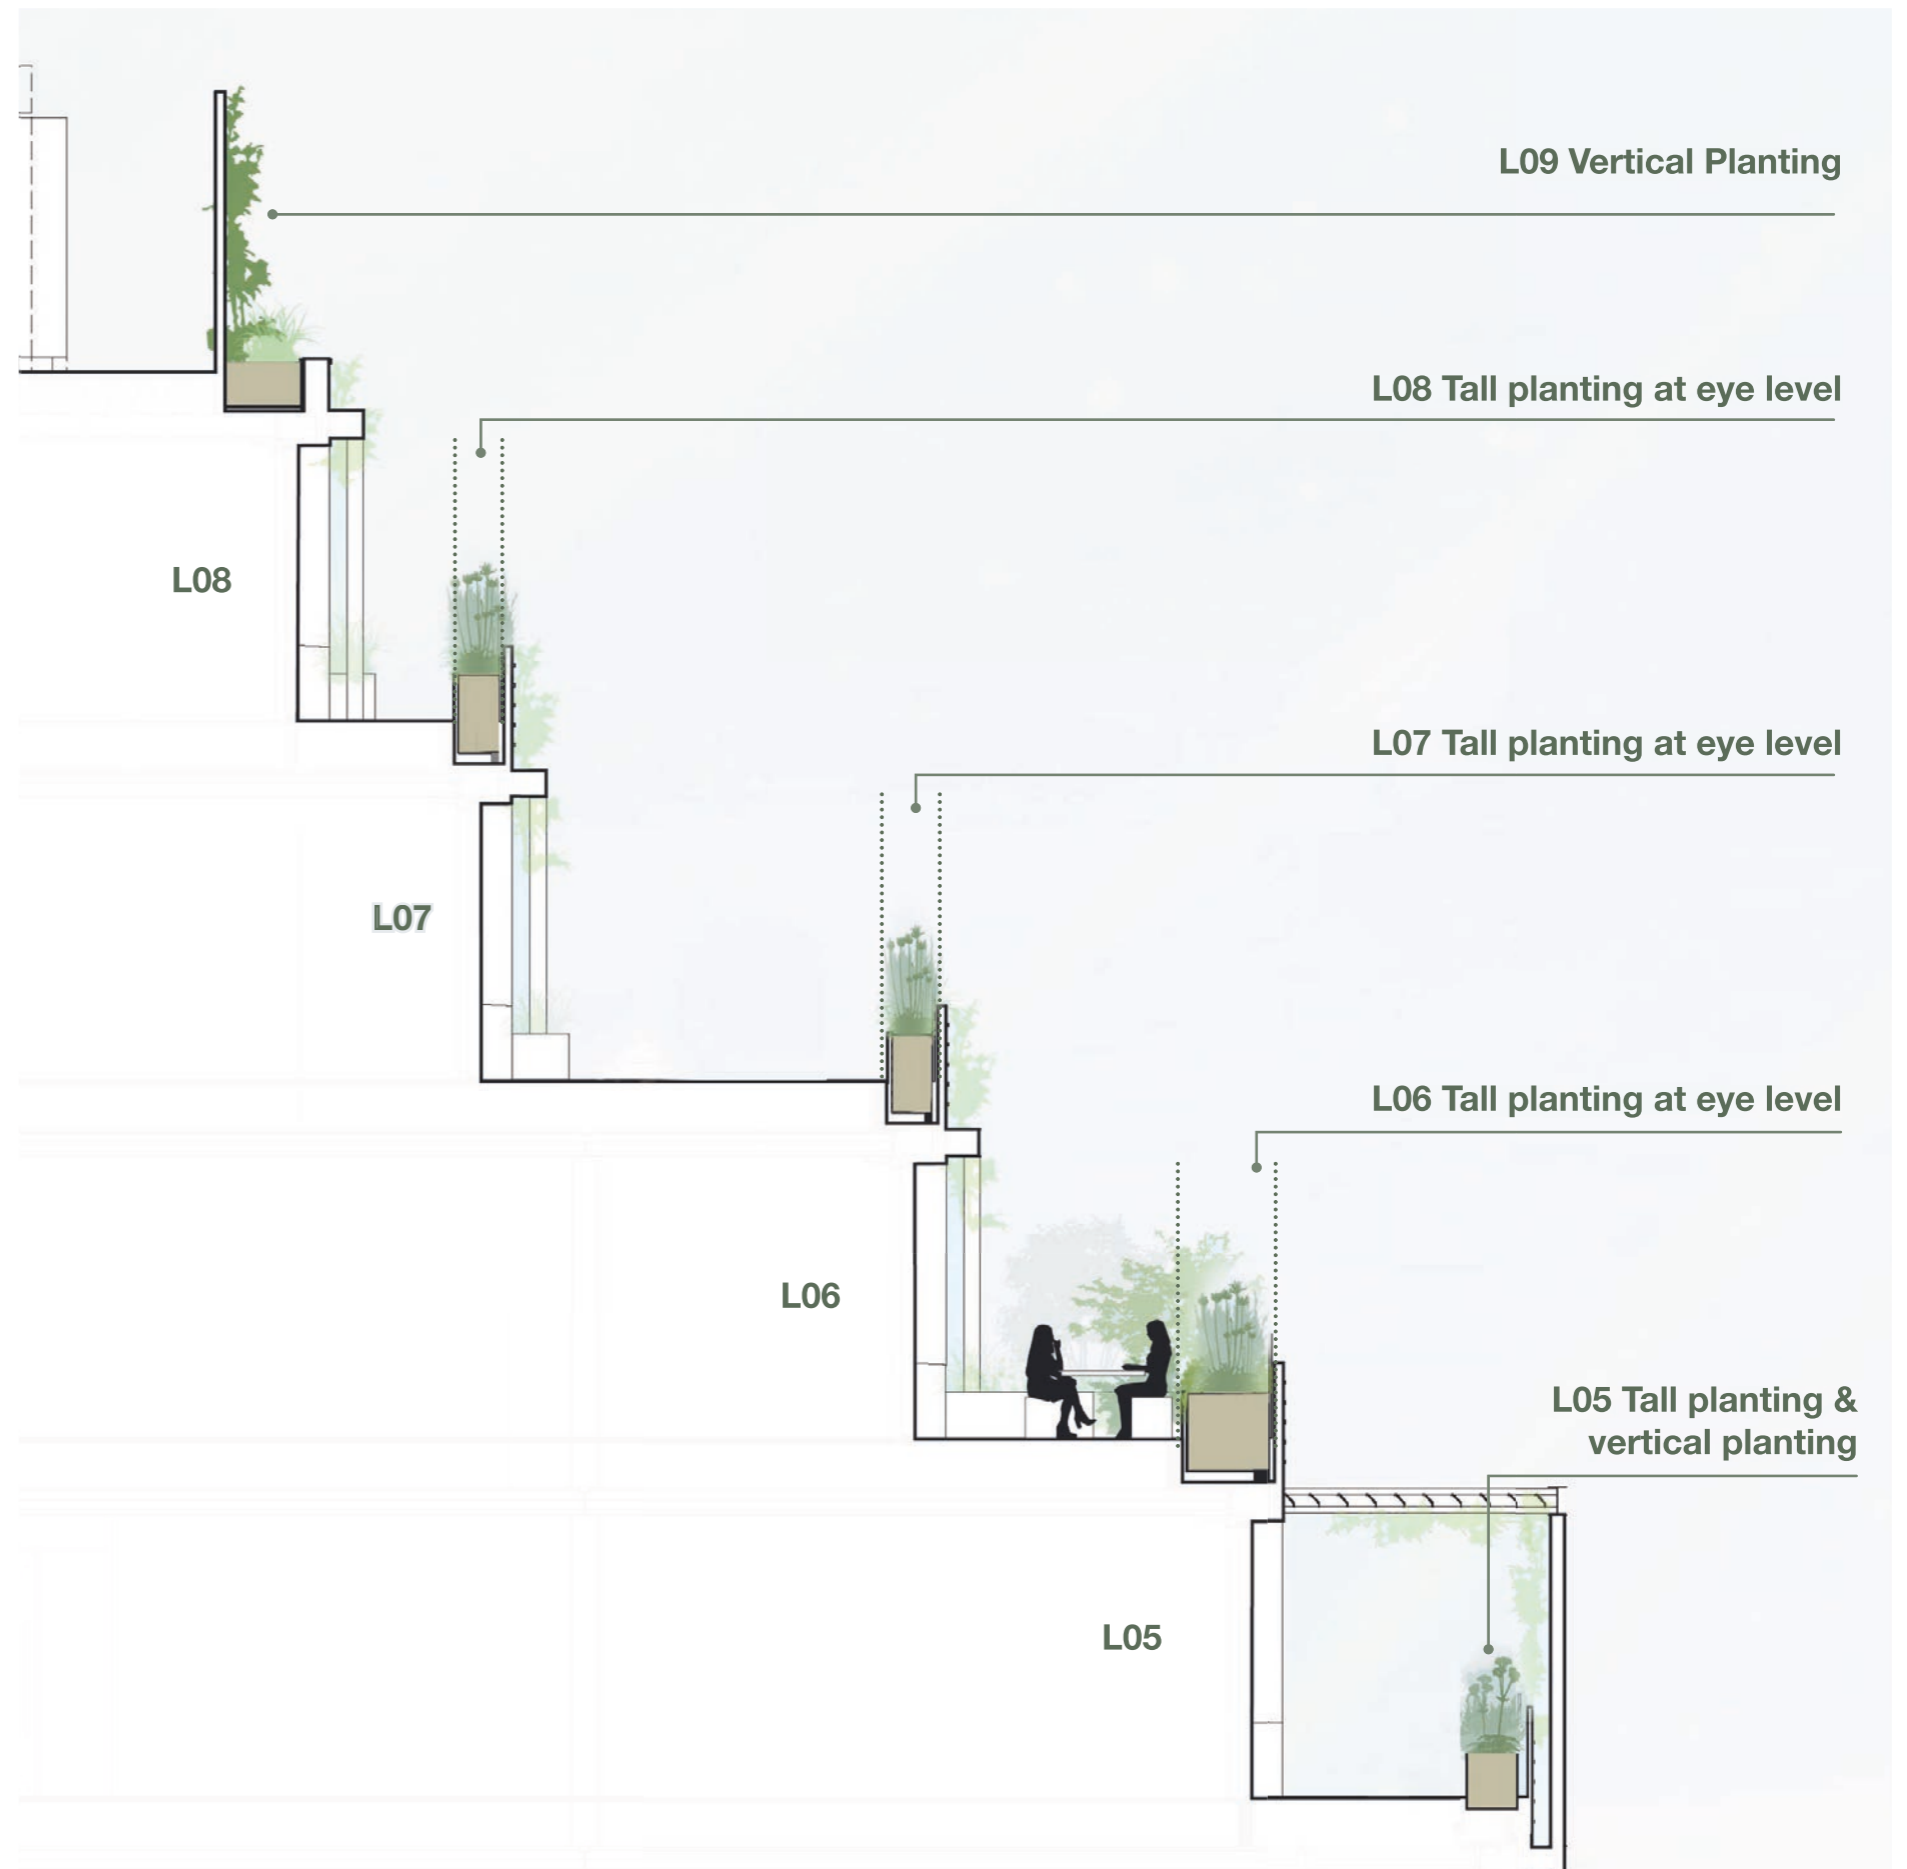 L09 Vertical Planting
L08 Tall planting at eye level
L08
L07 Tall planting at eye level
L07
L06 Tall planting at eye level
L06
L05 Tall planting &
vertical planting
L05